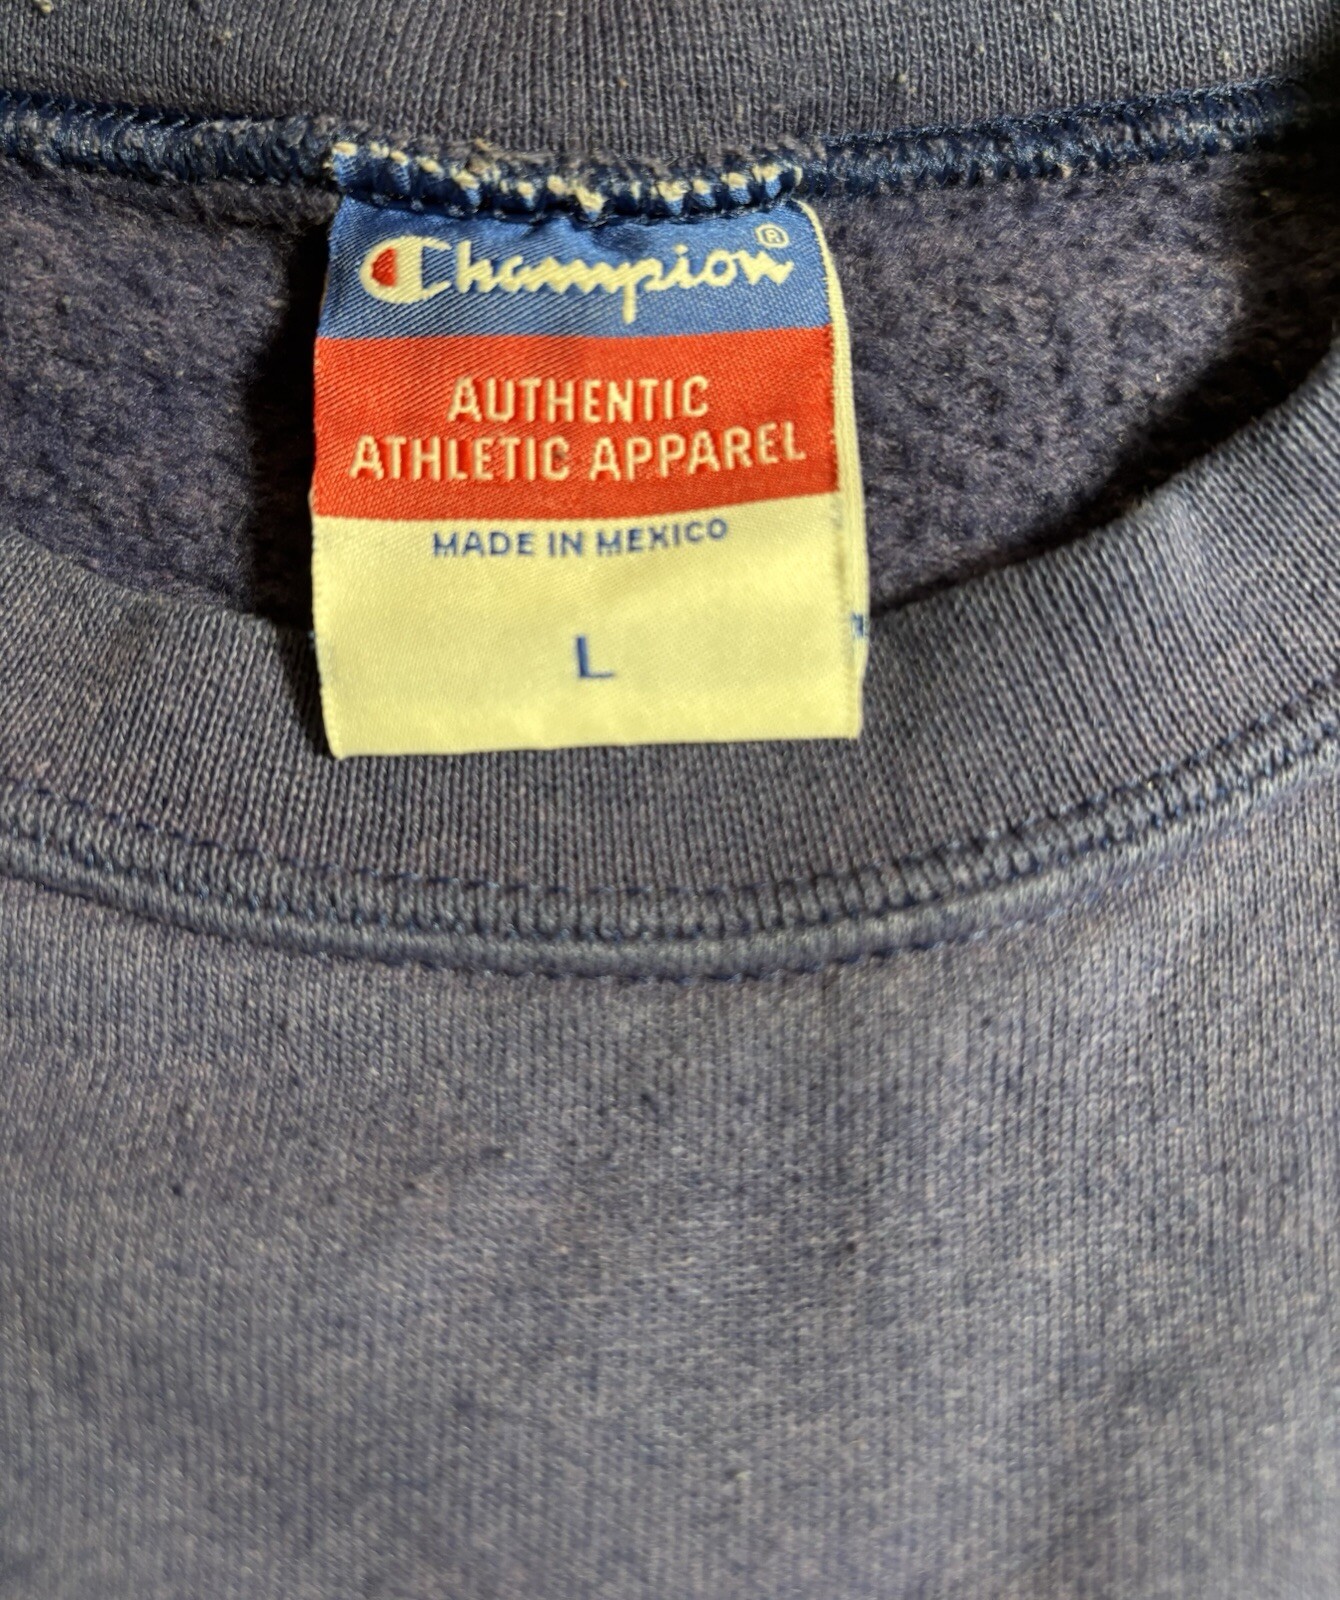 Champion®
AUTHENTIC
ATHLETIC APPAREL
MADE IN MEXICO
L